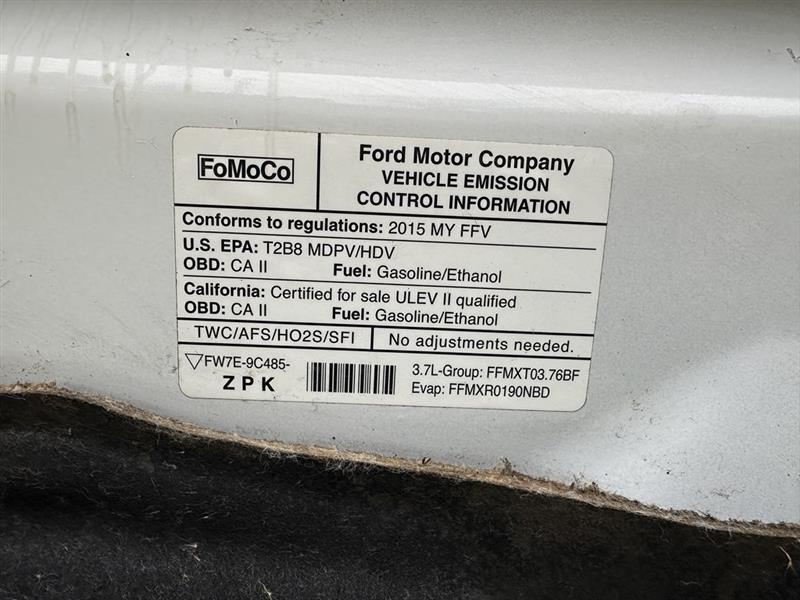 FoMoCo
Ford Motor Company
VEHICLE EMISSION
CONTROL INFORMATION
Conforms to regulations: 2015 MY FFV
U.S. EPA: T2B8 MDPV/HDV
OBD: CA II Fuel: Gasoline/Ethanol
California: Certified for sale ULEV II qualified
OBD: CA II Fuel: Gasoline/Ethanol
TWC/AFS/HO2S/SFI No adjustments needed.
FW7E-9C485-
ZPK
3.7L-Group: FFMXT03.76BF
Evap: FFMXR0190NBD